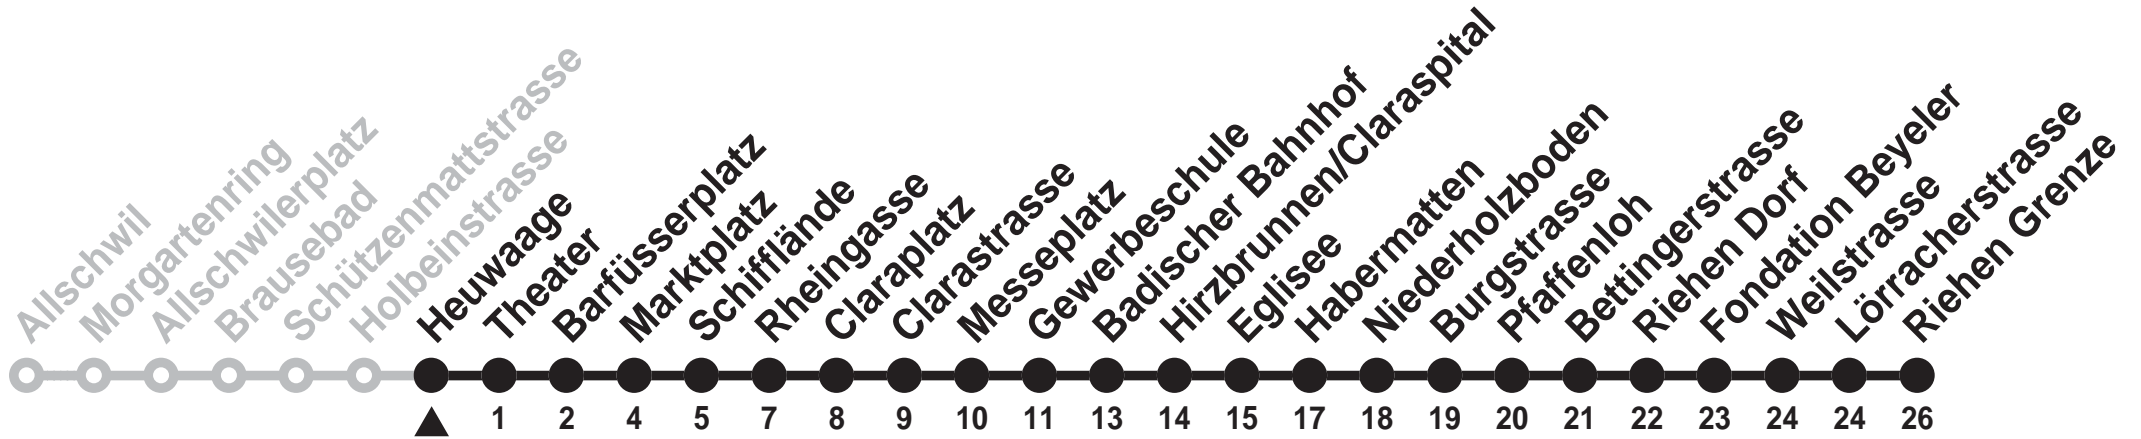 Allschwil
Morgartenring
Allschwilerplatz
Brausebad
Schützenmattstrasse
Holbeinstrasse
Heuwaage
Theater
Barfüsserplatz
Marktplatz
Schifflände
Rheingasse
Claraplatz
Clarastrasse
Messeplatz
Gewerbeschule
Badischer Bahnhof
Hirzbrunnen/Claraspital
Eglisee
Habermatten
Niederholzboden
Burgstrasse
Pfaffenloh
Bettingerstrasse
Riehen Dorf
Fondation Beyeler
Weilstrasse
Lörracherstrasse
Riehen Grenze
1 2 4 5 7 8 9 10 11 13 14 15 17 18 19 20 21 22 23 24 24 26